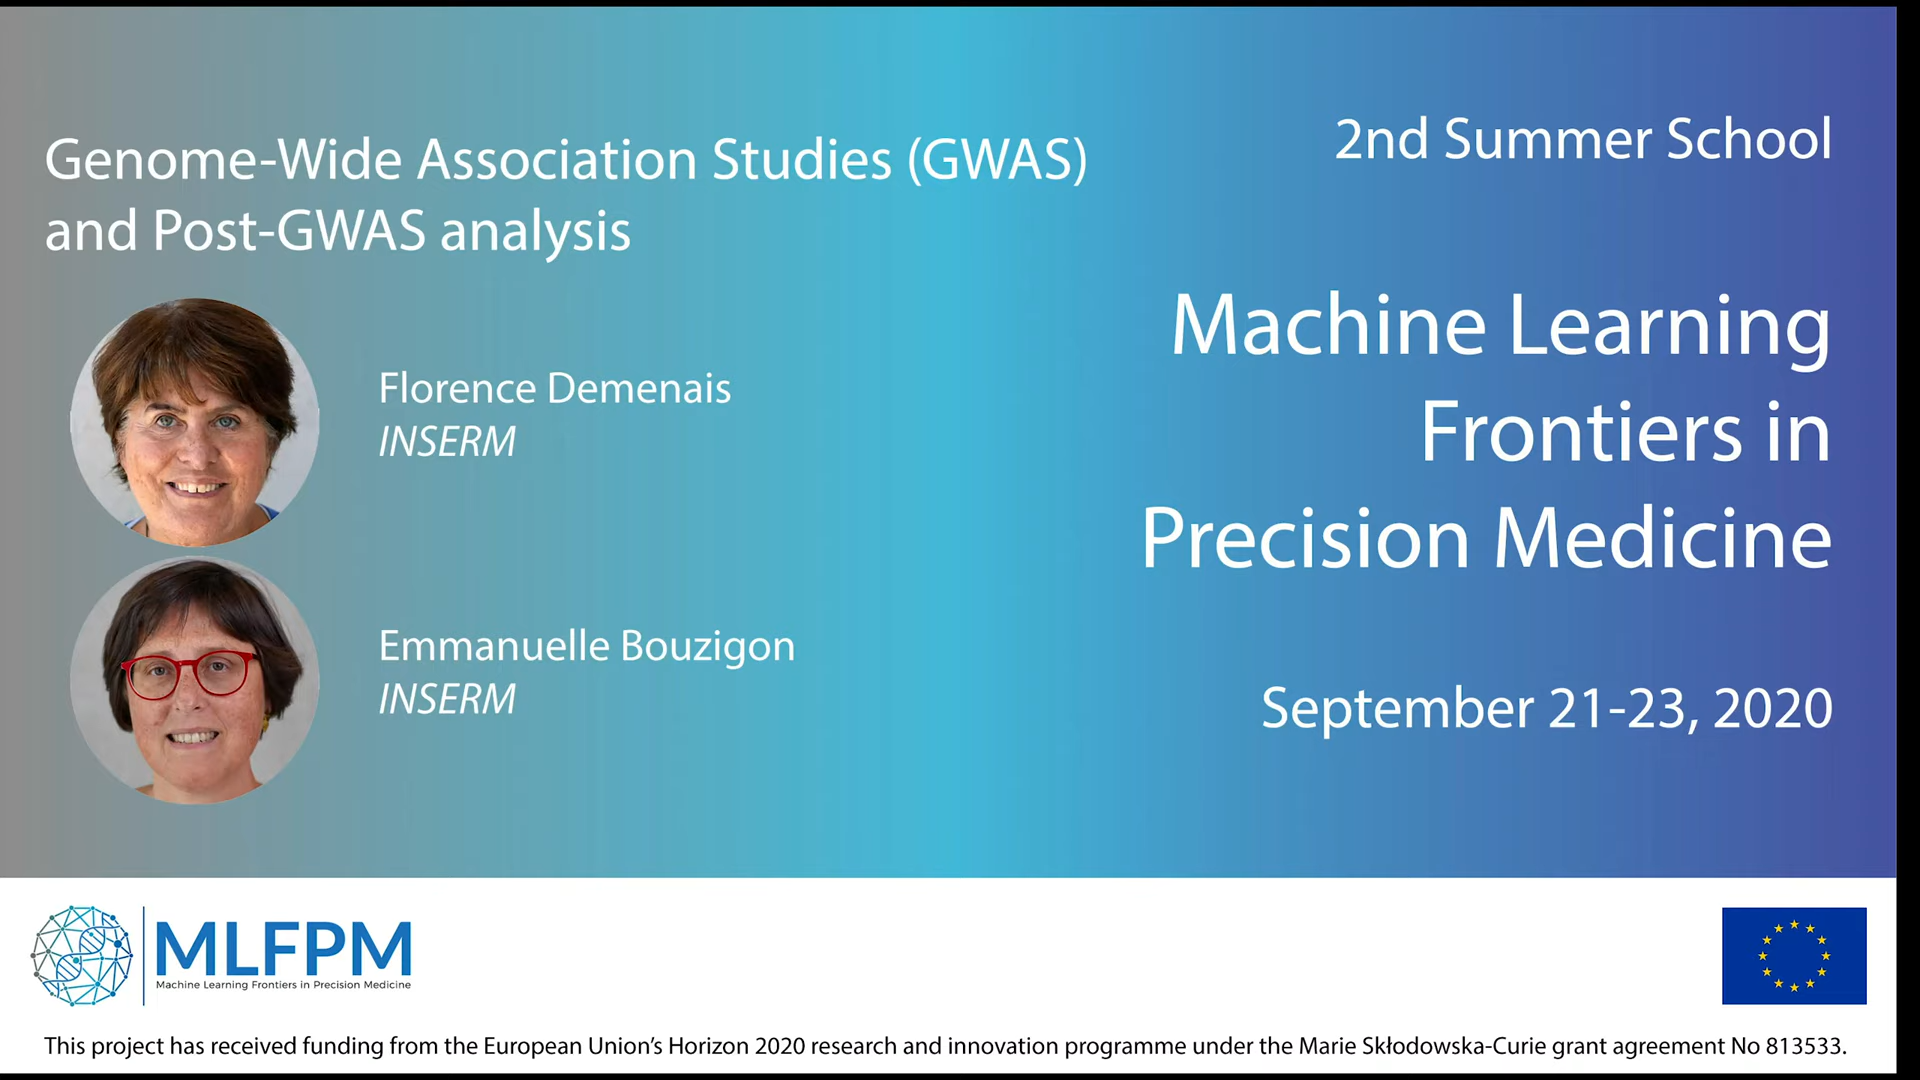 Genome-Wide Association Studies (GWAS)
and Post-GWAS analysis
Florence Demenais
INSERM
Emmanuelle Bouzigon
INSERM
2nd Summer School
Machine Learning
Frontiers in
Precision Medicine
September 21-23, 2020
MLFPM
Machine Learning Frontiers in Precision Medicine
This project has received funding from the European Union’s Horizon 2020 research and innovation programme under the Marie Skłodowska-Curie grant agreement No 813533.